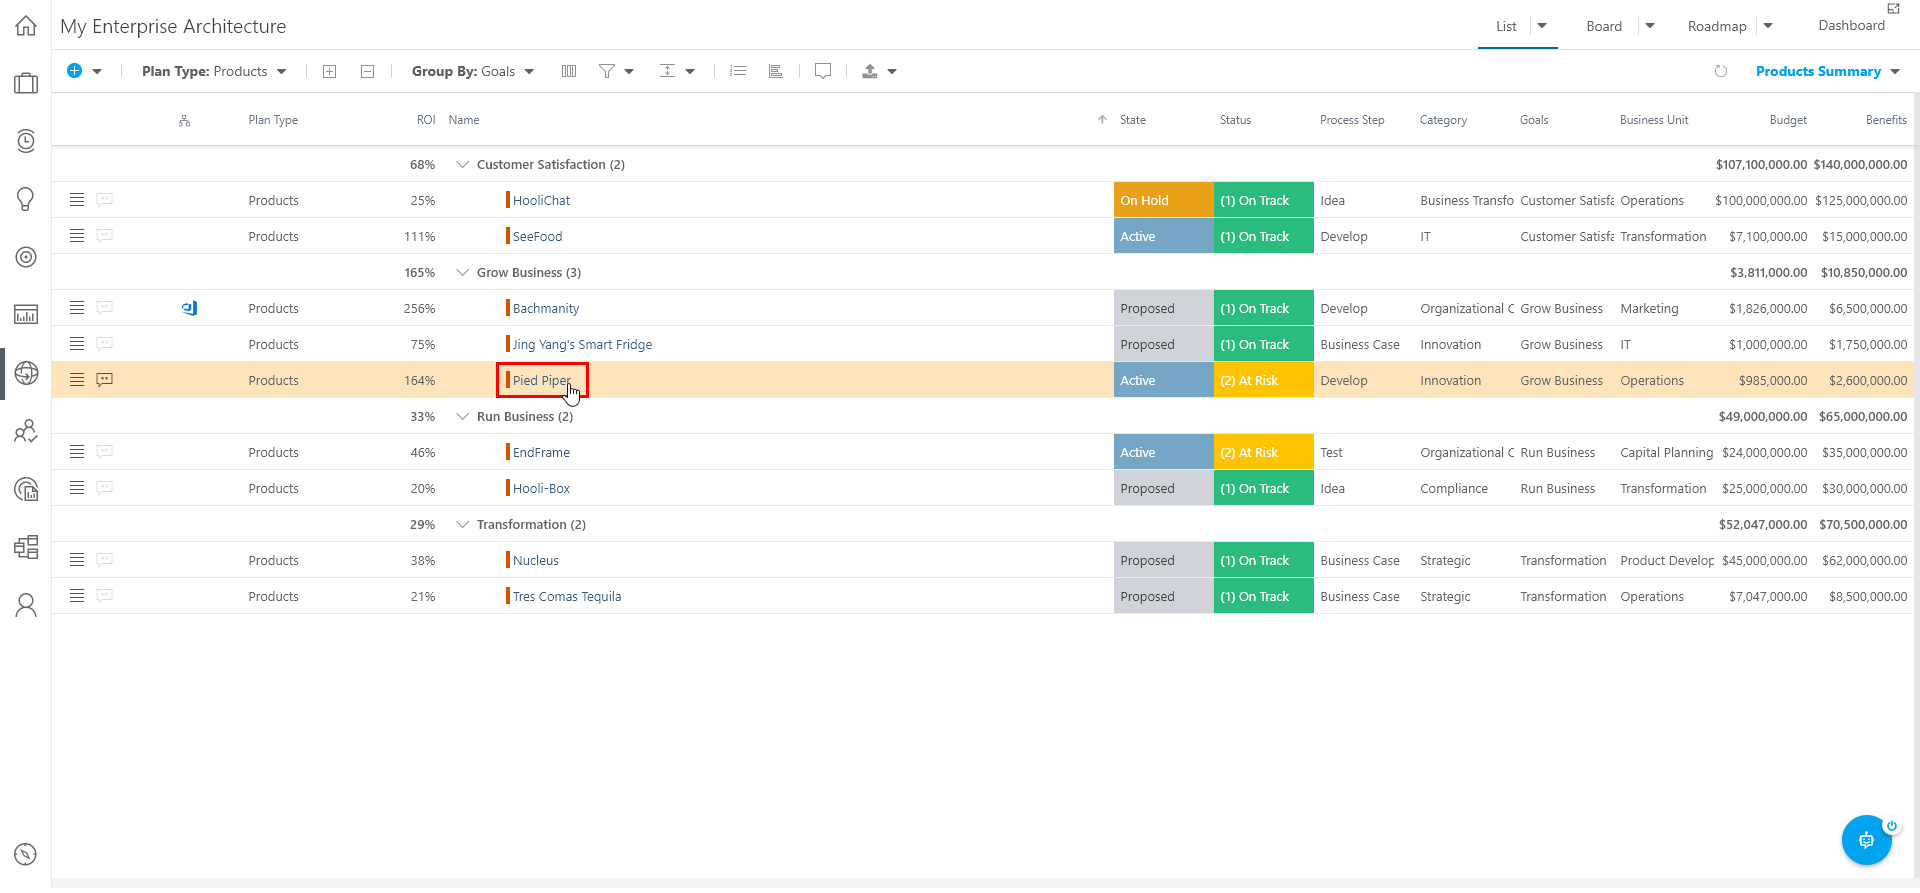 My Enterprise Architecture
List Board Roadmap Dashboard
Plan Type: Products Group By: Goals Products Summary
Plan Type ROI Name State Status Process Step Category Goals Business Unit Budget Benefits
68% Customer Satisfaction (2) $107,100,000.00 $140,000,000.00
Products 25% HooliChat On Hold (1) On Track Idea Business Transfo Customer Satisfa Operations $100,000,000.00 $125,000,000.00
Products 111% SeeFood Active (1) On Track Develop IT Customer Satisfa Transformation $7,100,000.00 $15,000,000.00
165% Grow Business (3) $3,811,000.00 $10,850,000.00
Products 256% Bachmanity Proposed (1) On Track Develop Organizational C Grow Business Marketing $1,826,000.00 $6,500,000.00
Products 75% Jing Yang's Smart Fridge Proposed (1) On Track Business Case Innovation Grow Business IT $1,000,000.00 $1,750,000.00
Products 164% Pied Piper Active (2) At Risk Develop Innovation Grow Business Operations $985,000.00 $2,600,000.00
33% Run Business (2) $49,000,000.00 $65,000,000.00
Products 46% EndFrame Active (2) At Risk Test Organizational C Run Business Capital Planning $24,000,000.00 $35,000,000.00
Products 20% Hooli-Box Proposed (1) On Track Idea Compliance Run Business Transformation $25,000,000.00 $30,000,000.00
29% Transformation (2) $52,047,000.00 $70,500,000.00
Products 38% Nucleus Proposed (1) On Track Business Case Strategic Transformation Product Develop $45,000,000.00 $62,000,000.00
Products 21% Tres Comas Tequila Proposed (1) On Track Business Case Strategic Transformation Operations $7,047,000.00 $8,500,000.00